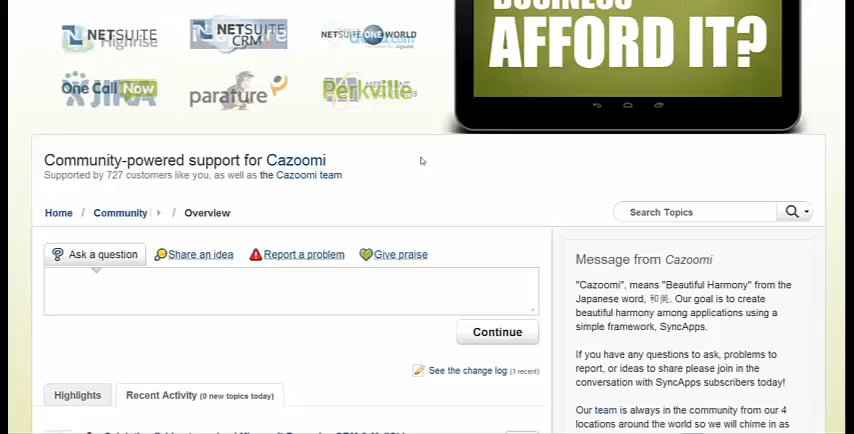 BUSINESS
AFFORD IT?
NETSUITE
NETSUITE CRM
NETSUITE ONE WORLD
One Call Now
parature
Perkville
Community-powered support for Cazoomi
Supported by 727 customers like you, as well as the Cazoomi team
Home / Community / Overview
Search Topics
Ask a question Share an idea Report a problem Give praise
Continue
See the change log (1 recent)
Highlights Recent Activity (0 new topics today)
Message from Cazoomi
"Cazoomi", means "Beautiful Harmony" from the
Japanese word, 和美. Our goal is to create
beautiful harmony among applications using a
simple framework, SyncApps.
If you have any questions to ask, problems to
report, or ideas to share please join in the
conversation with SyncApps subscribers today!
Our team is always in the community from our 4
locations around the world so we will chime in as